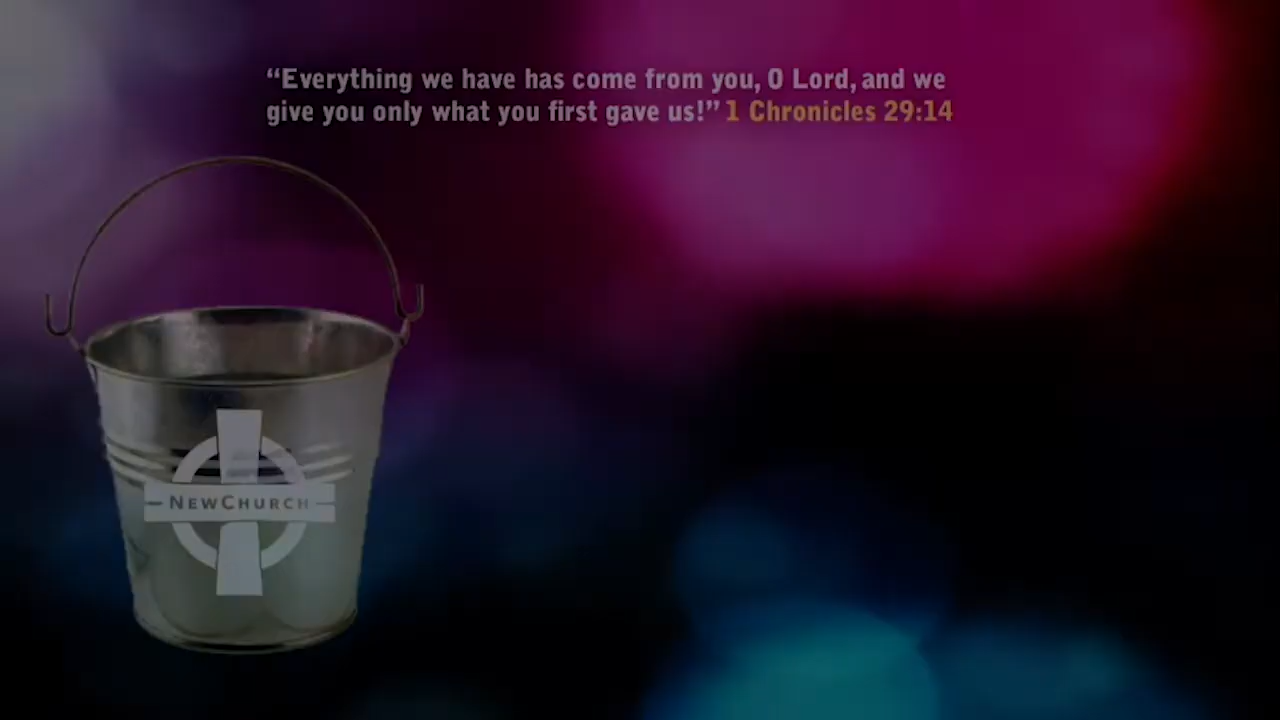 “Everything we have has come from you, O Lord, and we
give you only what you first gave us!” 1 Chronicles 29:14
NEWCHURCH